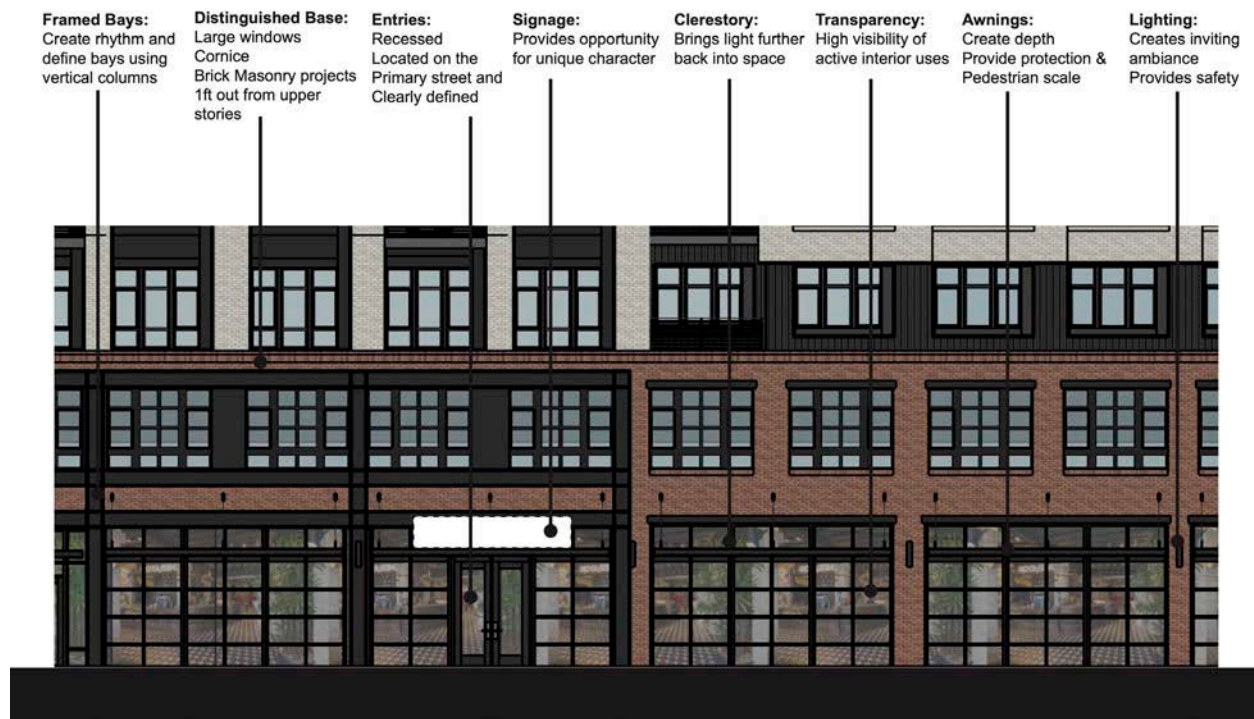 Framed Bays:
Create rhythm and
define bays using
vertical columns
Distinguished Base:
Large windows
Cornice
Brick Masonry projects
1ft out from upper
stories
Entries:
Recessed
Located on the
Primary street and
Clearly defined
Signage:
Provides opportunity
for unique character
Clerestory:
Brings light further
back into space
Transparency:
High visibility of
active interior uses
Awnings:
Create depth
Provide protection &
Pedestrian scale
Lighting:
Creates inviting
ambiance
Provides safety